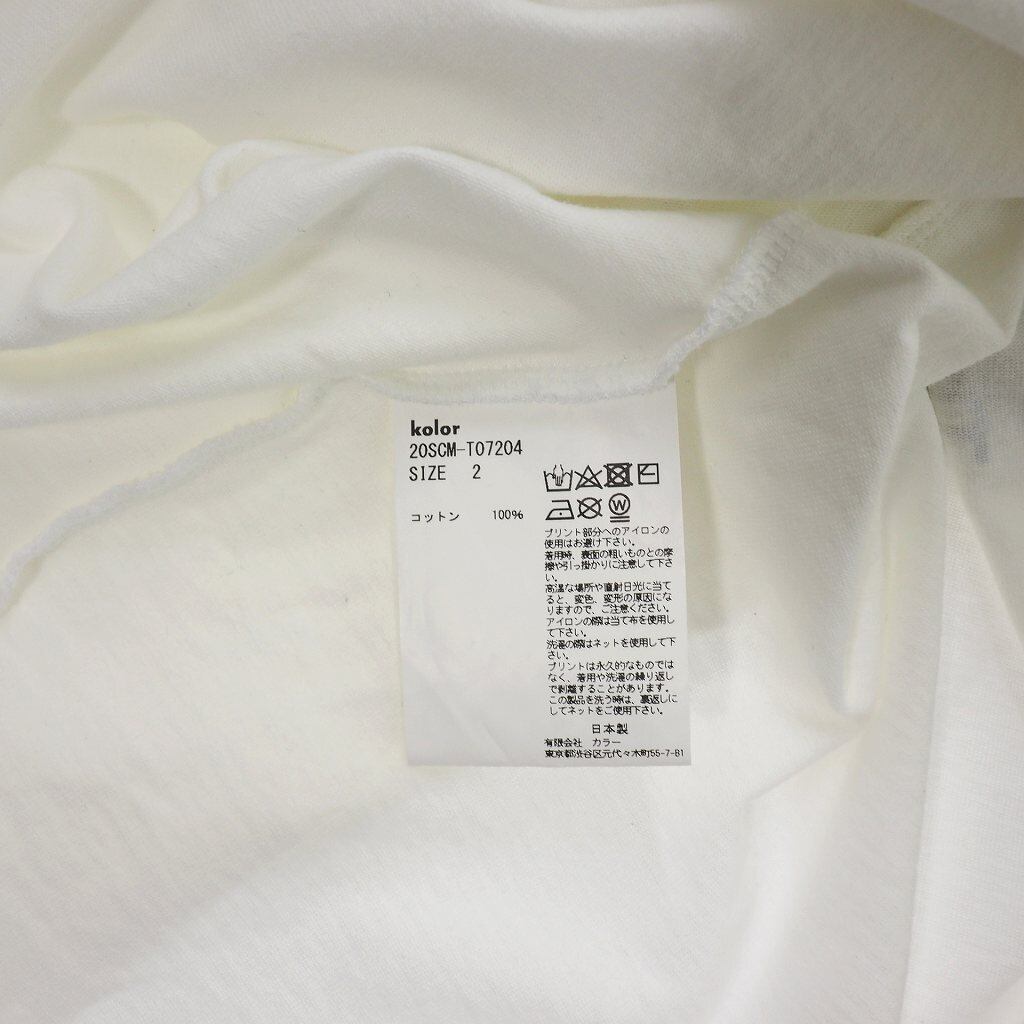 kolor
20SCM-T07204
SIZE 2
コットン 100%
W
プリント部分へのアイロンの
使用はお避け下さい。
着用時、表面の粗いものとの摩
擦や引っ掛かりに注意して下さ
い。
高温な場所や直射日光に当て
ると、変色、変形の原因にな
りますので、ご注意ください。
アイロンの際は当て布を使用し
て下さい。
洗濯の際はネットを使用して下
さい。
プリントは永久的なものでは
なく、着用や洗濯の繰り返し
で剥離することがあります。
この製品を洗う時は、裏返しに
してネットをご使用下さい。
日本製
有限会社 カラー
東京都渋谷区元代々木町55-7-B1